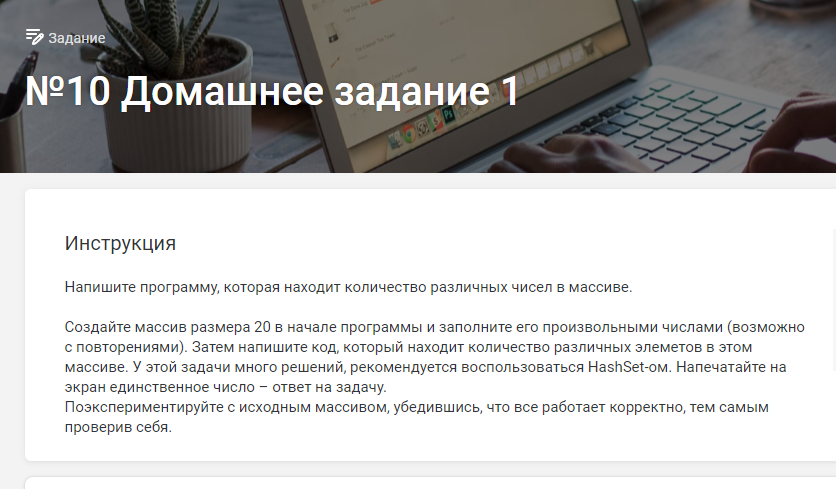 Задание
№10 Домашнее задание 1
Инструкция
Напишите программу, которая находит количество различных чисел в массиве.
Создайте массив размера 20 в начале программы и заполните его произвольными числами (возможно
с повторениями). Затем напишите код, который находит количество различных элеметов в этом
массиве. У этой задачи много решений, рекомендуется воспользоваться HashSet-ом. Напечатайте на
экран единственное число – ответ на задачу.
Поэкспериментируйте с исходным массивом, убедившись, что все работает корректно, тем самым
проверив себя.